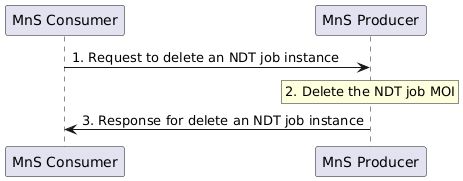 MnS Consumer
MnS Producer
1. Request to delete an NDT job instance
2. Delete the NDT job MOI
3. Response for delete an NDT job instance
MnS Consumer
MnS Producer